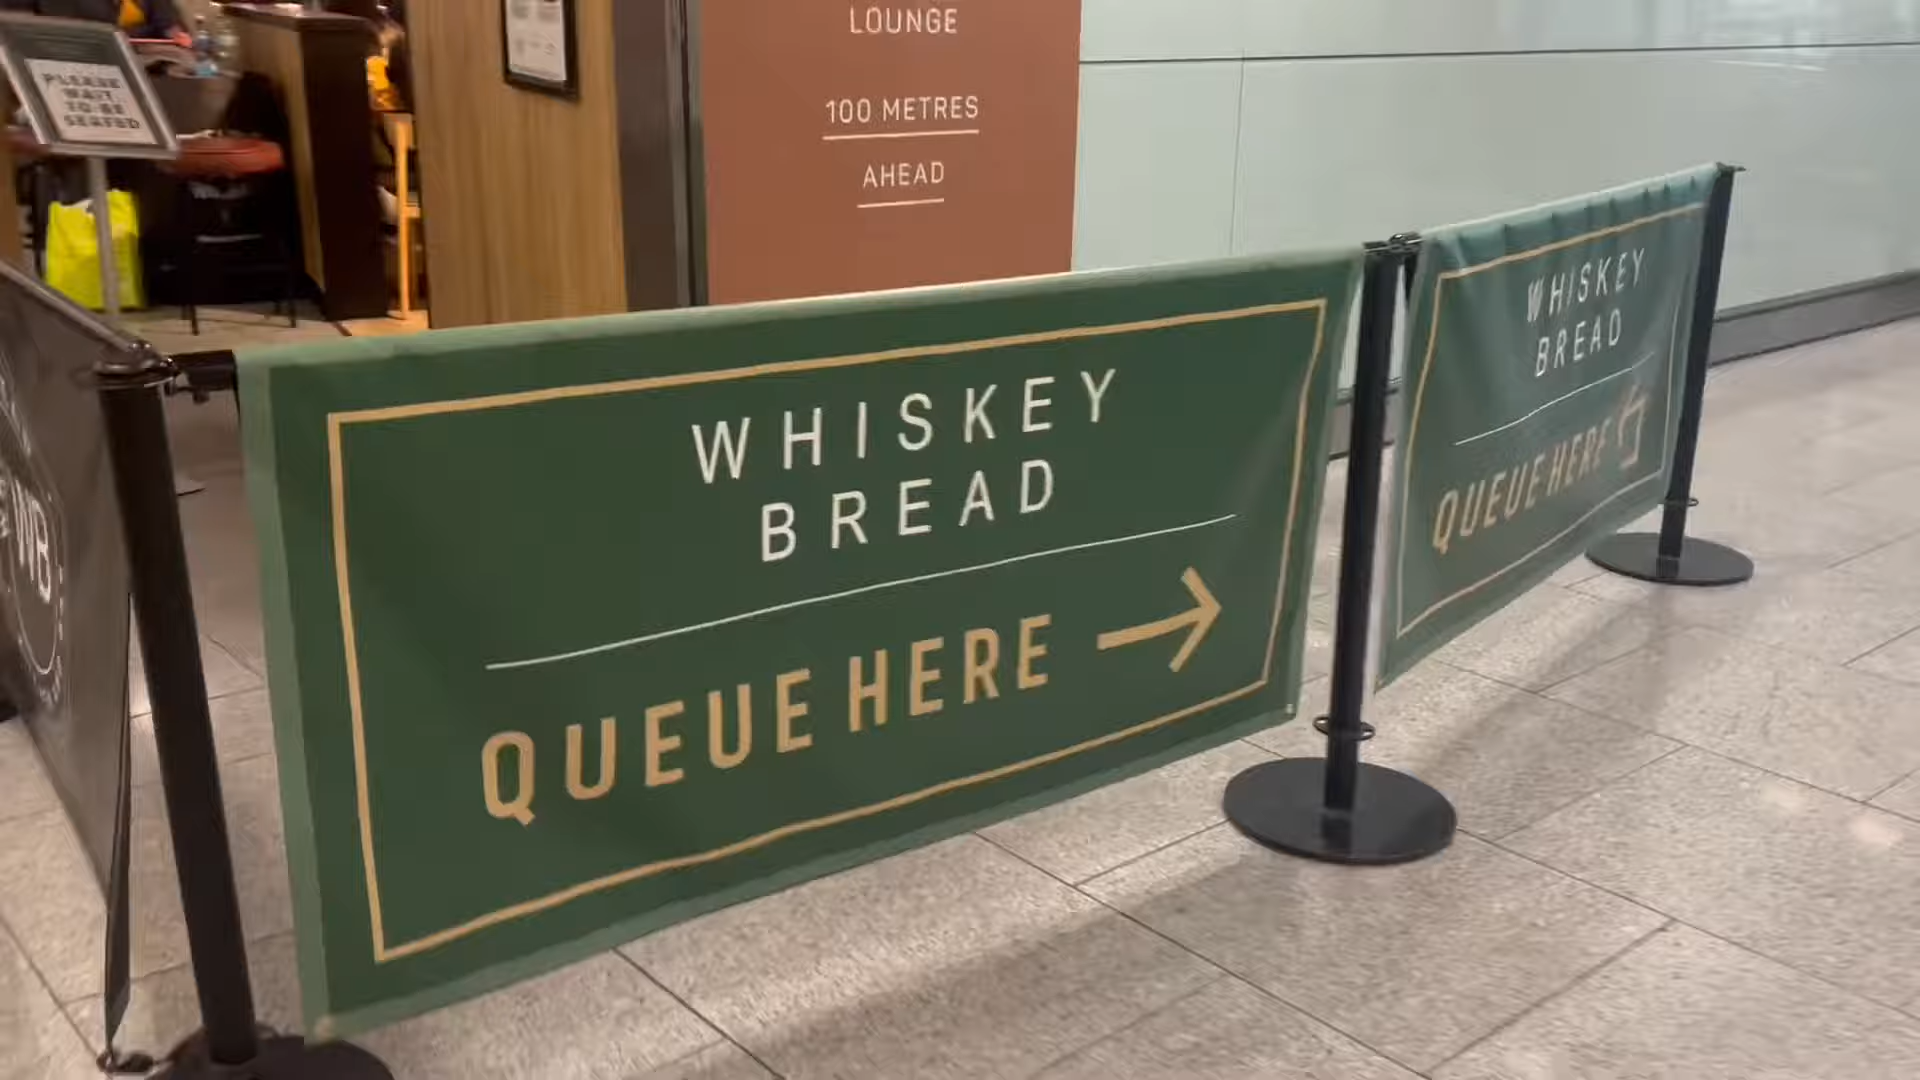 PLEASE
WAIT
TO BE
SEATED
LOUNGE
100 METRES
AHEAD
WB
WHISKEY
BREAD
QUEUE HERE →
WHISKEY
BREAD
QUEUE HERE